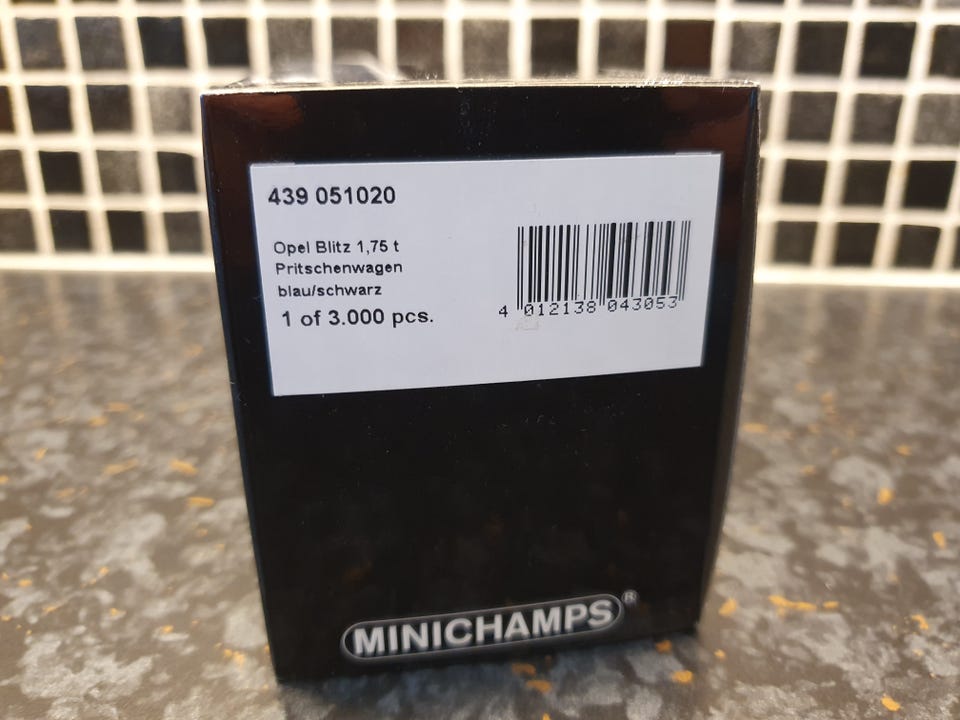 439 051020
Opel Blitz 1,75 t
Pritschenwagen
blau/schwarz
1 of 3.000 pcs.
4 012138 043053
MINICHAMPS®